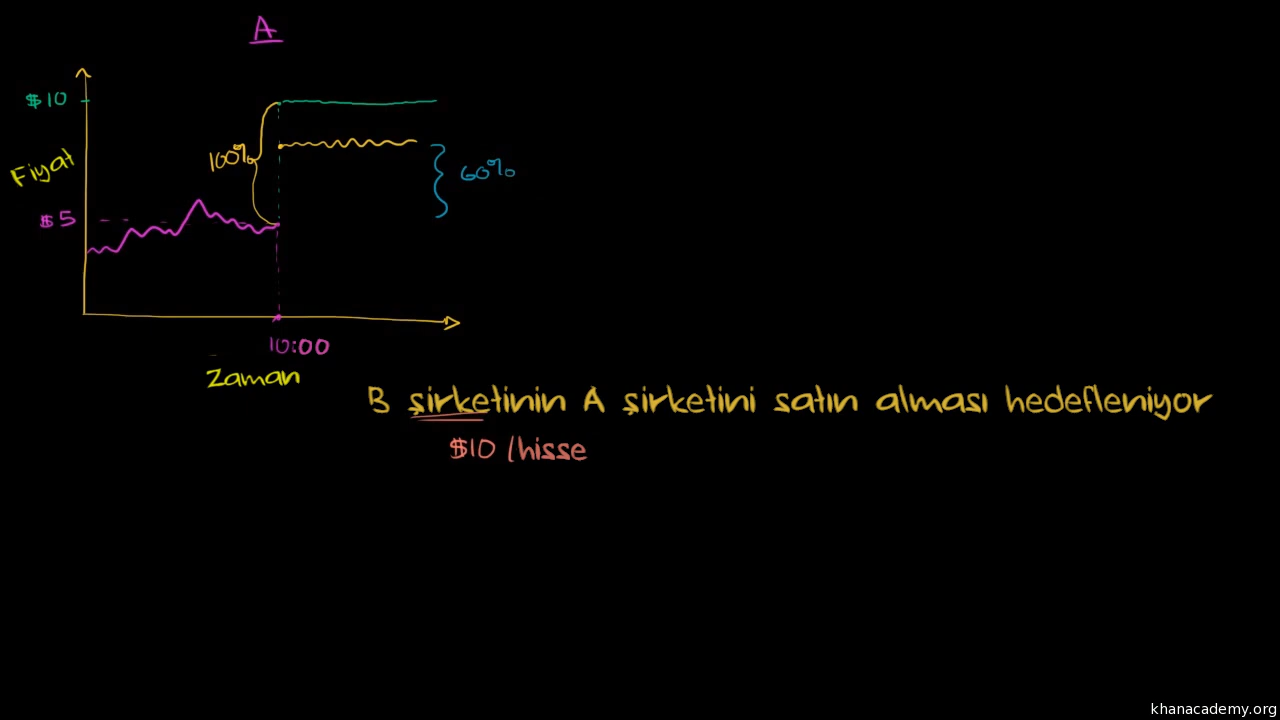 A
$10
100%
Fiyat
60%
$5
10:00
Zaman
B şirketinin A şirketini satın alması hedefleniyor
$10 /hisse
khanacademy.org